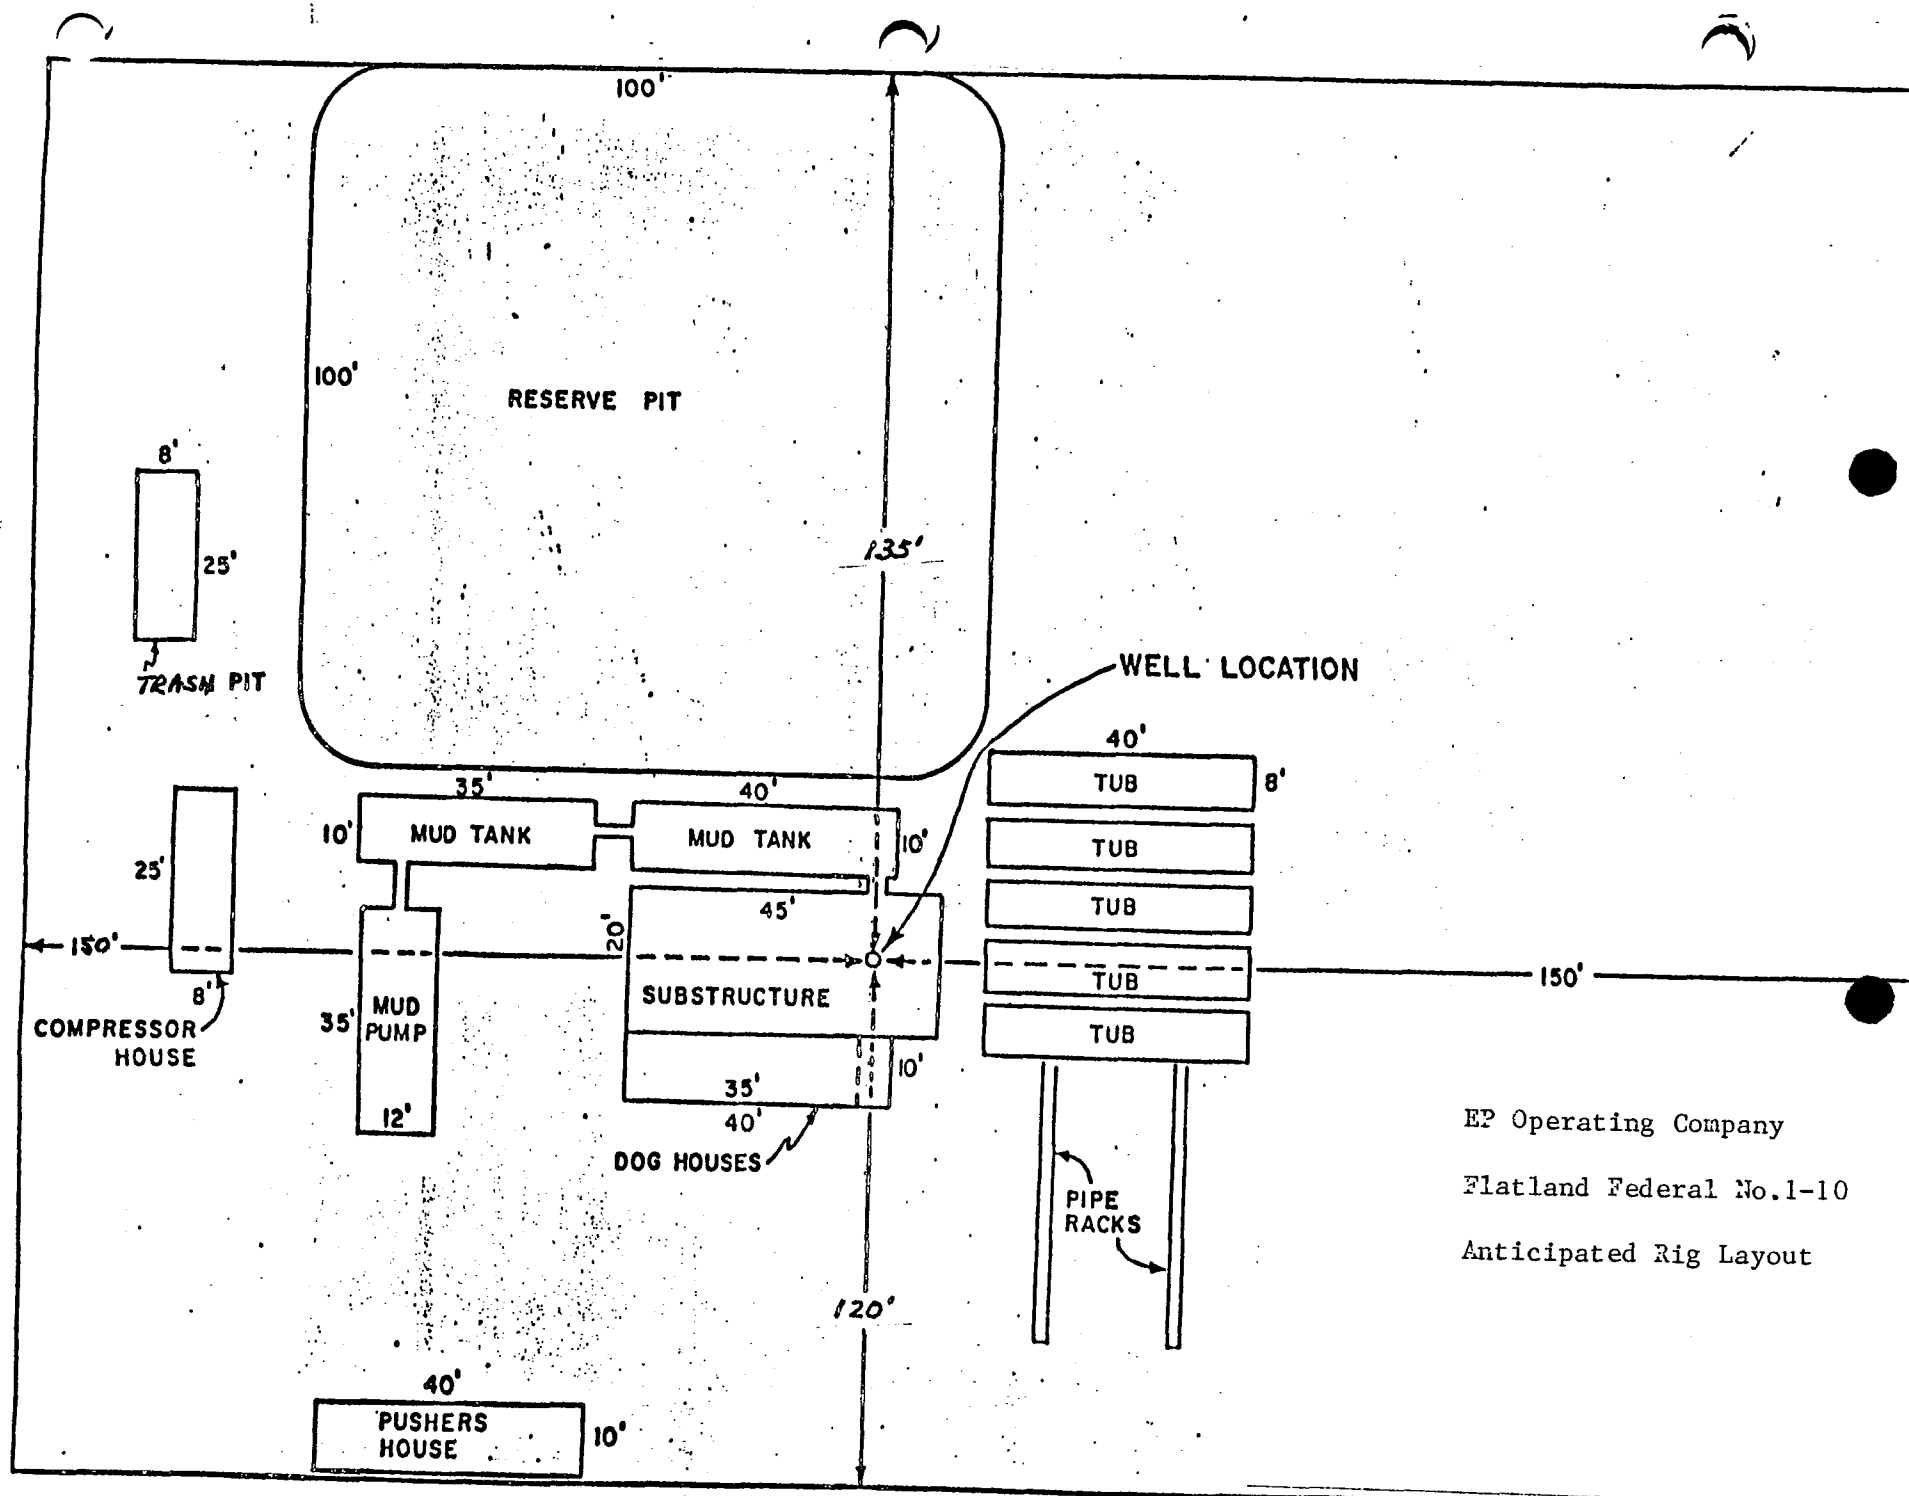 100'
100'
RESERVE PIT
135'
8'
25'
TRASH PIT
WELL LOCATION
40'
TUB
8'
TUB
TUB
TUB
TUB
35'
40'
10'
MUD TANK
MUD TANK
10'
25'
8'
COMPRESSOR
HOUSE
150'
45'
20'
SUBSTRUCTURE
150'
35'
MUD
PUMP
12'
10'
35'
40'
DOG HOUSES
PIPE
RACKS
EP Operating Company
Flatland Federal No.1-10
Anticipated Rig Layout
120'
40'
PUSHERS
HOUSE
10'